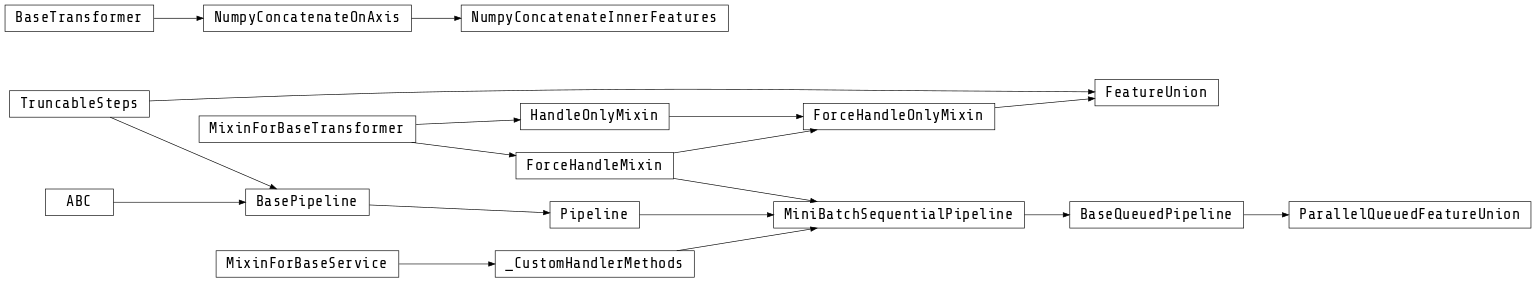 BaseTransformer
NumpyConcatenateOnAxis
NumpyConcatenateInnerFeatures
FeatureUnion
TruncableSteps
HandleOnlyMixin
ForceHandleOnlyMixin
MixinForBaseTransformer
ForceHandleMixin
ABC
BasePipeline
Pipeline
MiniBatchSequentialPipeline
BaseQueuedPipeline
ParallelQueuedFeatureUnion
MixinForBaseService
_CustomHandlerMethods